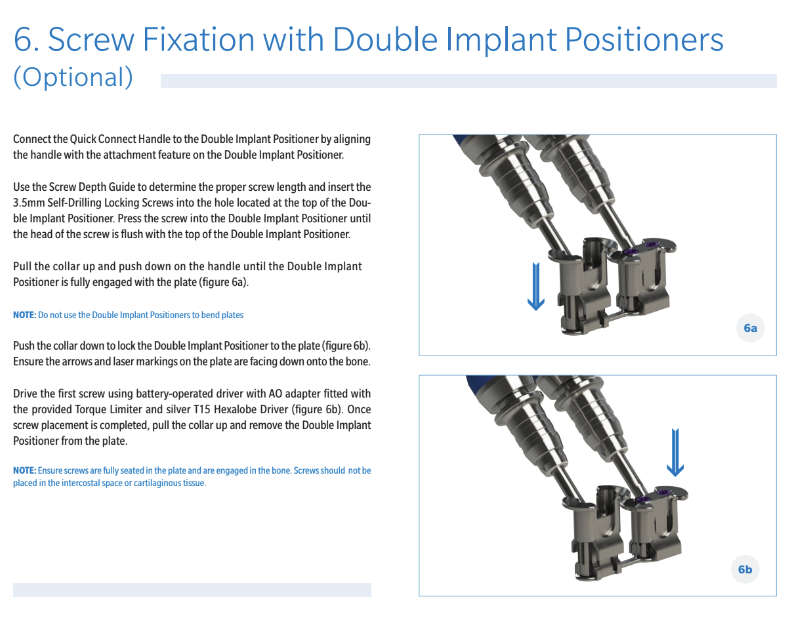 6. Screw Fixation with Double Implant Positioners
(Optional)
Connect the Quick Connect Handle to the Double Implant Positioner by aligning
the handle with the attachment feature on the Double Implant Positioner.
Use the Screw Depth Guide to determine the proper screw length and insert the
3.5mm Self-Drilling Locking Screws into the hole located at the top of the Dou-
ble Implant Positioner. Press the screw into the Double Implant Positioner until
the head of the screw is flush with the top of the Double Implant Positioner.
Pull the collar up and push down on the handle until the Double Implant
Positioner is fully engaged with the plate (figure 6a).
NOTE: Do not use the Double Implant Positioners to bend plates
Push the collar down to lock the Double Implant Positioner to the plate (figure 6b).
Ensure the arrows and laser markings on the plate are facing down onto the bone.
Drive the first screw using battery-operated driver with AO adapter fitted with
the provided Torque Limiter and silver T15 Hexalobe Driver (figure 6b). Once
screw placement is completed, pull the collar up and remove the Double Implant
Positioner from the plate.
NOTE: Ensure screws are fully seated in the plate and are engaged in the bone. Screws should not be
placed in the intercostal space or cartilaginous tissue.
6a
6b